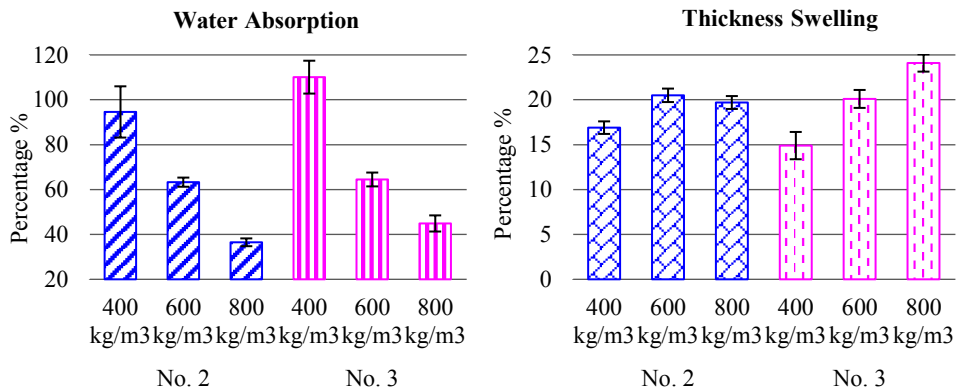 Water Absorption
Percentage %
120
100
80
60
40
20
400 600 800 400 600 800
kg/m3 kg/m3 kg/m3 kg/m3 kg/m3 kg/m3
No. 2 No. 3
Thickness Swelling
Percentage %
25
20
15
10
5
0
400 600 800 400 600 800
kg/m3 kg/m3 kg/m3 kg/m3 kg/m3 kg/m3
No. 2 No. 3